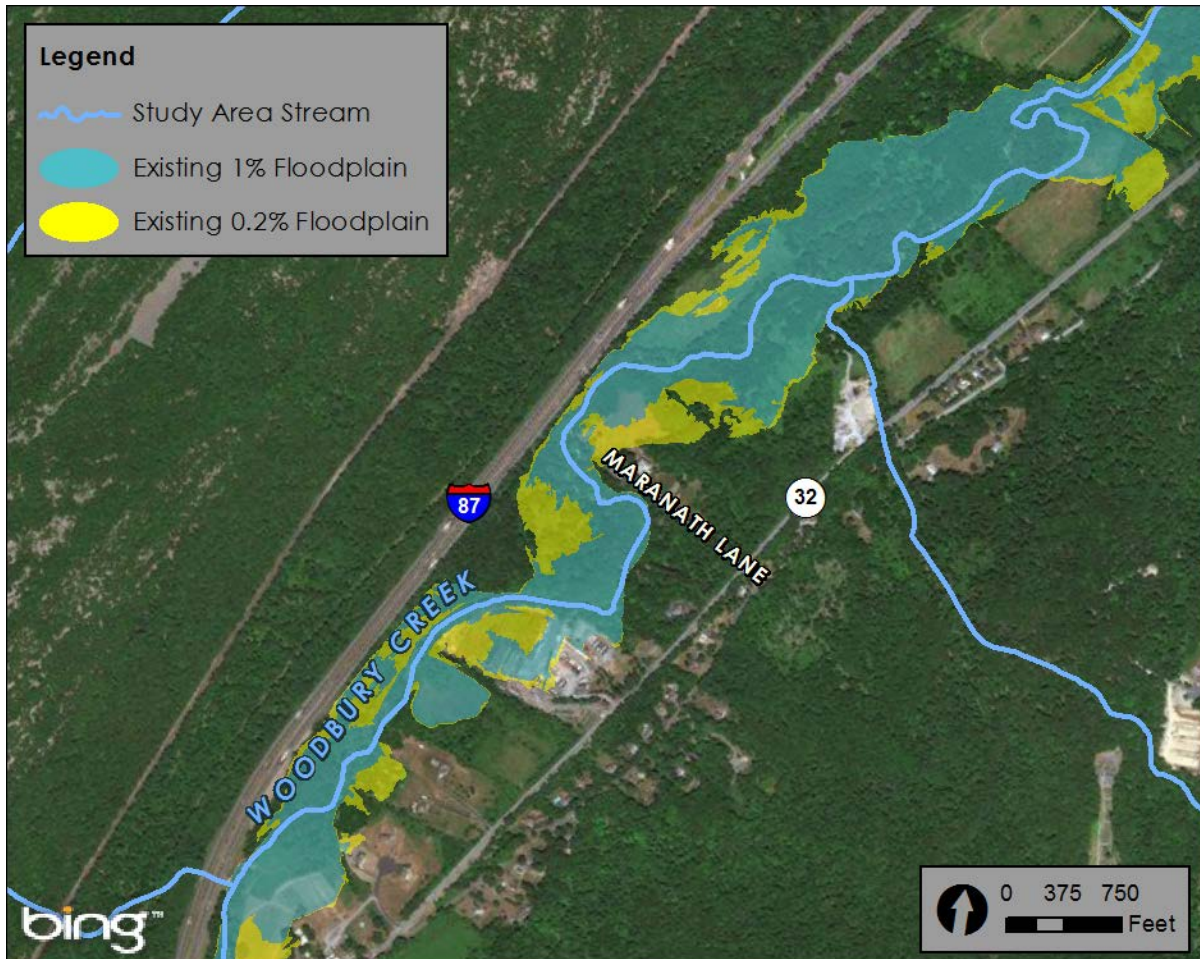 Legend
Study Area Stream
Existing 1% Floodplain
Existing 0.2% Floodplain
87
MARANATH LANE
32
WOODBURY CREEK
bing™
0 375 750
Feet